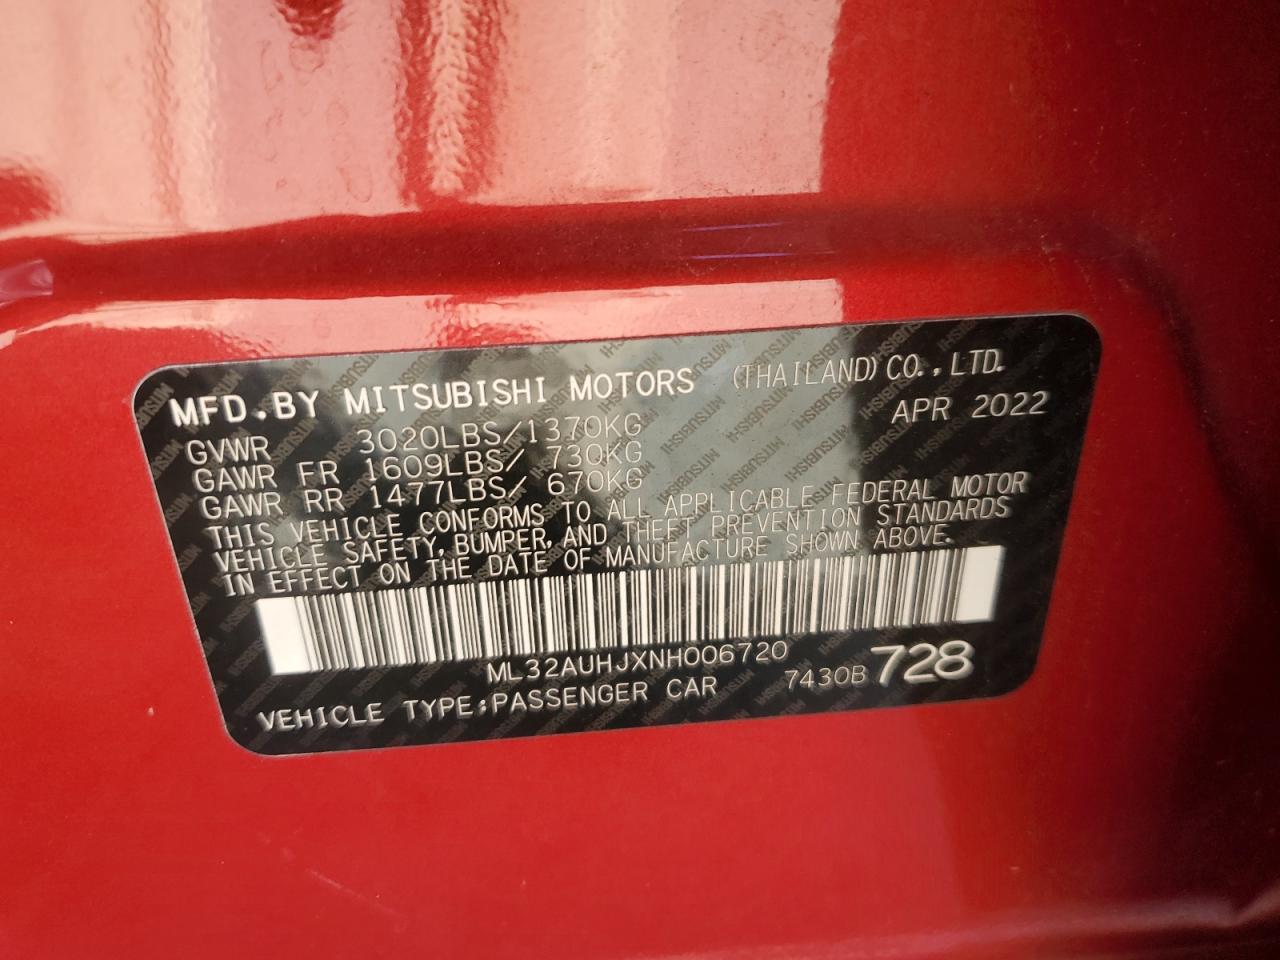 MFD.BY MITSUBISHI MOTORS (THAILAND)CO.,LTD.
APR 2022
GVWR 3020LBS/1370KG
GAWR FR 1609LBS/ 730KG
GAWR RR 1477LBS/ 670KG
THIS VEHICLE CONFORMS TO ALL APPLICABLE FEDERAL MOTOR
VEHICLE SAFETY, BUMPER, AND THEFT PREVENTION STANDARDS
IN EFFECT ON THE DATE OF MANUFACTURE SHOWN ABOVE.
ML32AUHJXNH006720
VEHICLE TYPE:PASSENGER CAR 7430B 728